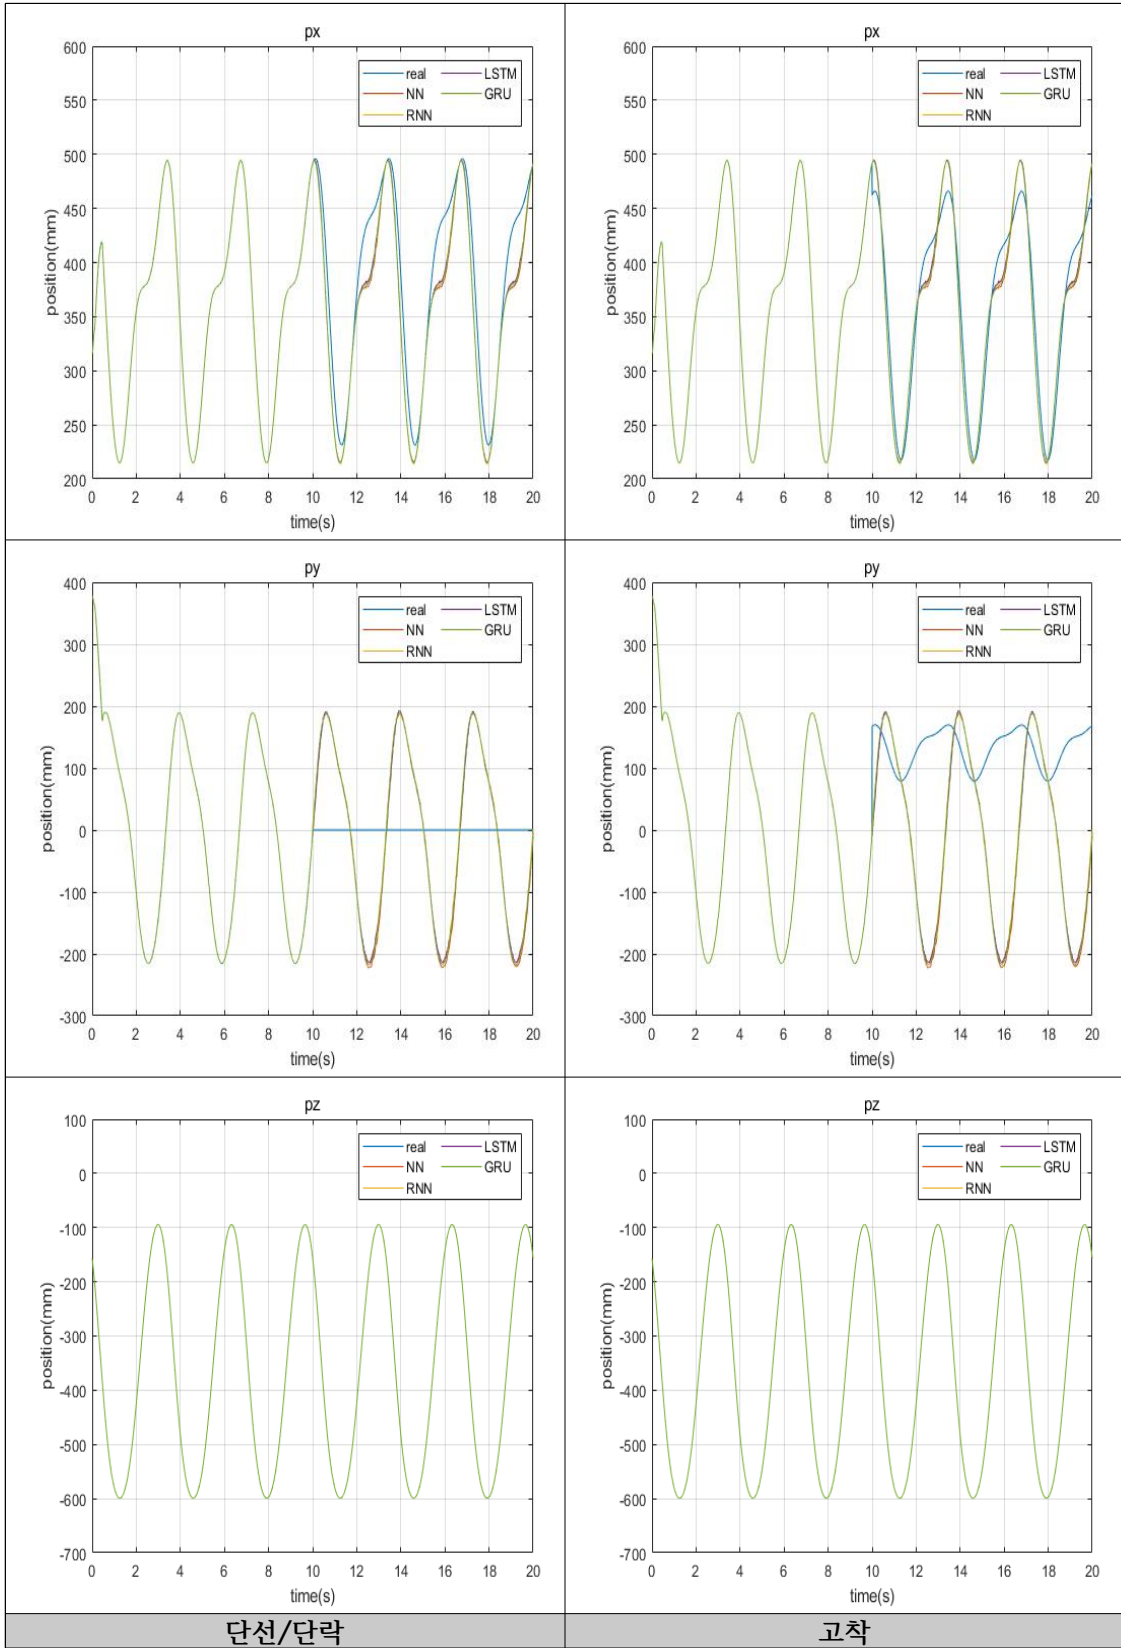 px
600
550
500
450
400
350
300
250
200
position(mm)
real
NN
RNN
LSTM
GRU
0 2 4 6 8 10 12 14 16 18 20
time(s)
px
600
550
500
450
400
350
300
250
200
position(mm)
real
NN
RNN
LSTM
GRU
0 2 4 6 8 10 12 14 16 18 20
time(s)
py
400
300
200
100
0
-100
-200
-300
position(mm)
real
NN
RNN
LSTM
GRU
0 2 4 6 8 10 12 14 16 18 20
time(s)
py
400
300
200
100
0
-100
-200
-300
position(mm)
real
NN
RNN
LSTM
GRU
0 2 4 6 8 10 12 14 16 18 20
time(s)
pz
100
0
-100
-200
-300
-400
-500
-600
-700
position(mm)
real
NN
RNN
LSTM
GRU
0 2 4 6 8 10 12 14 16 18 20
time(s)
pz
100
0
-100
-200
-300
-400
-500
-600
-700
position(mm)
real
NN
RNN
LSTM
GRU
0 2 4 6 8 10 12 14 16 18 20
time(s)
단선/단락
고착